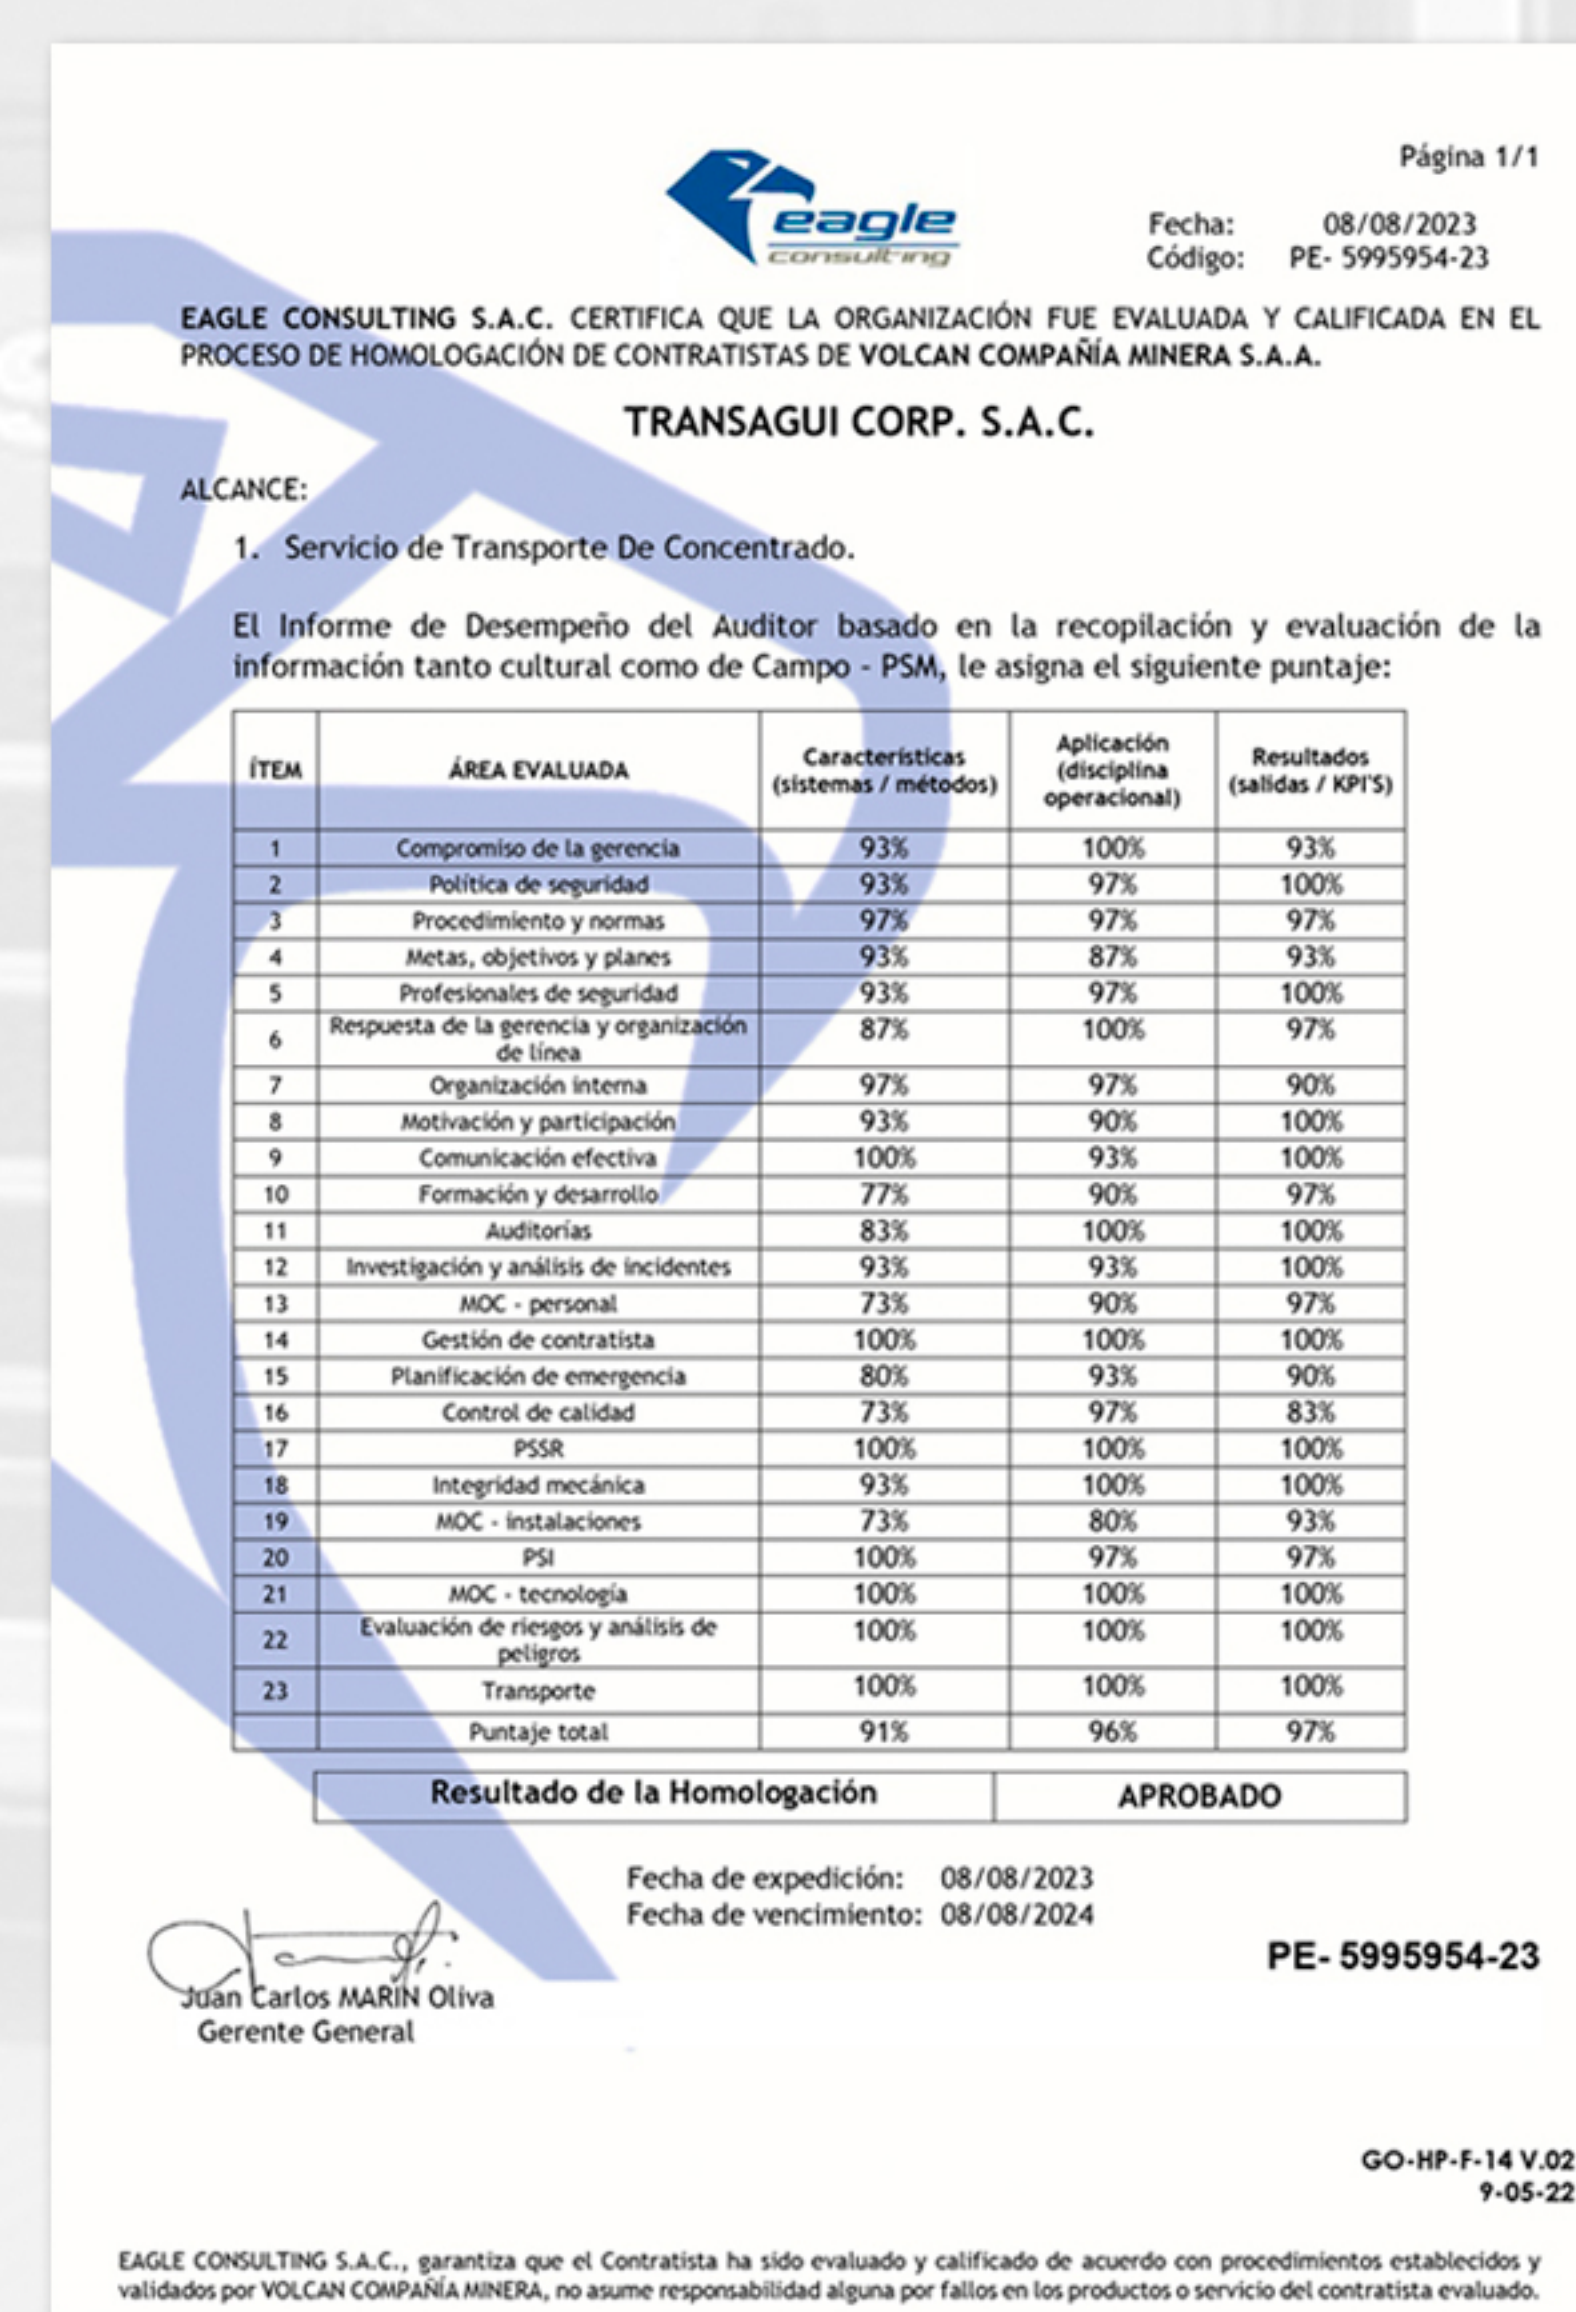 Página 1/1
eagle
consulting
Fecha: 08/08/2023
Código: PE- 5995954-23
EAGLE CONSULTING S.A.C. CERTIFICA QUE LA ORGANIZACIÓN FUE EVALUADA Y CALIFICADA EN EL
PROCESO DE HOMOLOGACIÓN DE CONTRATISTAS DE VOLCAN COMPAÑÍA MINERA S.A.A.
TRANSAGUI CORP. S.A.C.
ALCANCE:
1. Servicio de Transporte De Concentrado.
El Informe de Desempeño del Auditor basado en la recopilación y evaluación de la
información tanto cultural como de Campo - PSM, le asigna el siguiente puntaje:
ÍTEM ÁREA EVALUADA Características (sistemas / métodos) Aplicación (disciplina operacional) Resultados (salidas / KPI'S)
1 Compromiso de la gerencia 93% 100% 93%
2 Política de seguridad 93% 97% 100%
3 Procedimiento y normas 97% 97% 97%
4 Metas, objetivos y planes 93% 87% 93%
5 Profesionales de seguridad 93% 97% 100%
6 Respuesta de la gerencia y organización de línea 87% 100% 97%
7 Organización interna 97% 97% 90%
8 Motivación y participación 93% 90% 100%
9 Comunicación efectiva 100% 93% 100%
10 Formación y desarrollo 77% 90% 97%
11 Auditorías 83% 100% 100%
12 Investigación y análisis de incidentes 93% 93% 100%
13 MOC - personal 73% 90% 97%
14 Gestión de contratista 100% 100% 100%
15 Planificación de emergencia 80% 93% 90%
16 Control de calidad 73% 97% 83%
17 PSSR 100% 100% 100%
18 Integridad mecánica 93% 100% 100%
19 MOC - instalaciones 73% 80% 93%
20 PSI 100% 97% 97%
21 MOC - tecnología 100% 100% 100%
22 Evaluación de riesgos y análisis de peligros 100% 100% 100%
23 Transporte 100% 100% 100%
Puntaje total 91% 96% 97%
Resultado de la Homologación APROBADO
Fecha de expedición: 08/08/2023
Fecha de vencimiento: 08/08/2024
PE- 5995954-23
Juan Carlos MARIN Oliva
Gerente General
GO-HP-F-14 V.02
9-05-22
EAGLE CONSULTING S.A.C., garantiza que el Contratista ha sido evaluado y calificado de acuerdo con procedimientos establecidos y
validados por VOLCAN COMPAÑÍA MINERA, no asume responsabilidad alguna por fallos en los productos o servicio del contratista evaluado.